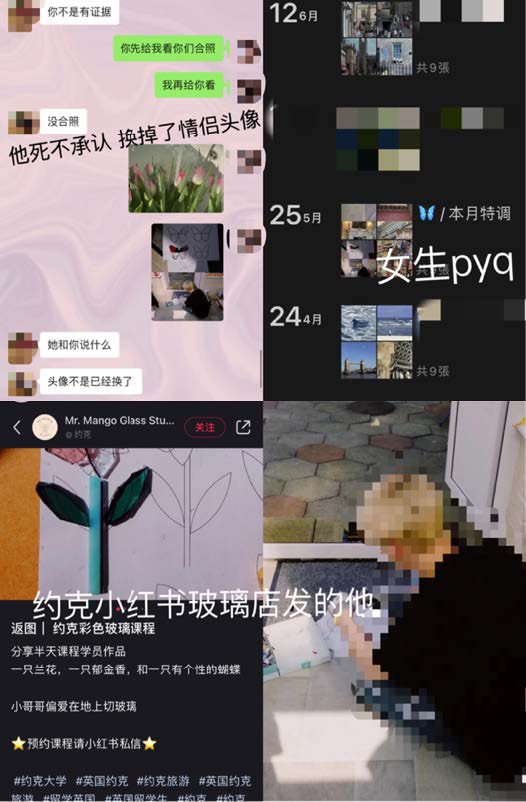 你不是有证据
你先给我看你们合照
我再给你看
没合照
他死不承认 换掉了情侣头像
她和你说什么
头像不是已经换了
12 6月
共9張
25 5月
🦋 / 本月特调
女生pyq
共9
24 4月
共9張
Mr. Mango Glass Stu...
约克
关注
约克小红书玻璃店发的他
返图｜ 约克彩色玻璃课程
分享半天课程学员作品
一只兰花，一只郁金香，和一只有个性的蝴蝶
小哥哥偏爱在地上切玻璃
⭐预约课程请小红书私信⭐
#约克大学 #英国约克 #约克旅游 #英国约克
旅游 #留学英国 #英国留学生 #约克 #约克